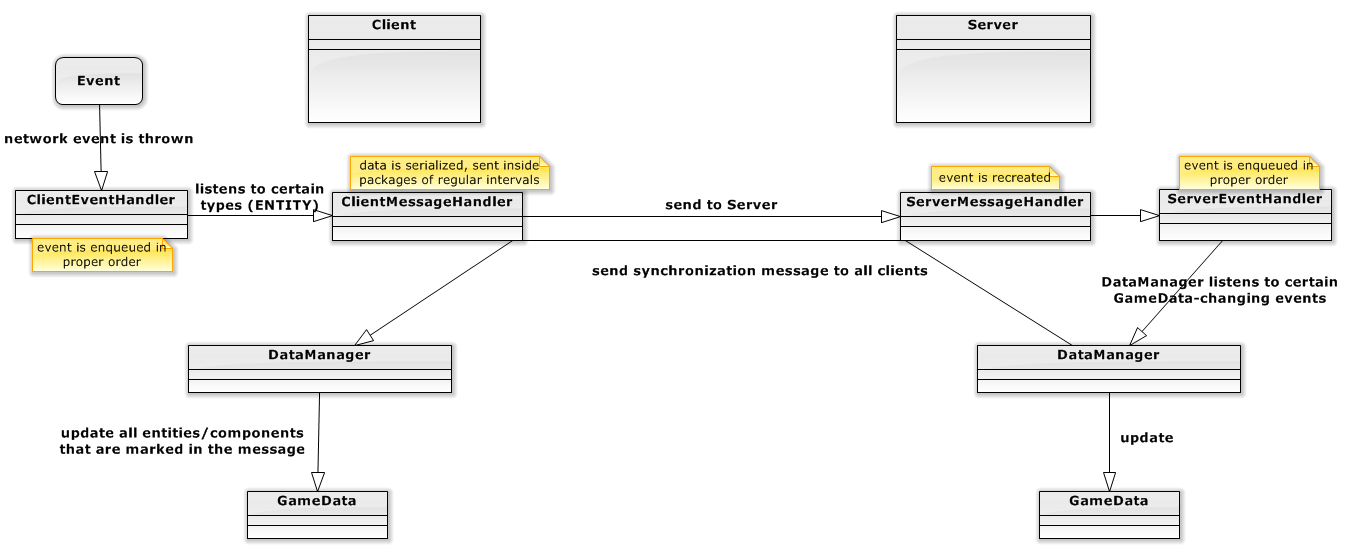 Client
Server
Event
network event is thrown
ClientEventHandler
event is enqueued in
proper order
listens to certain
types (ENTITY)
data is serialized, sent inside
packages of regular intervals
ClientMessageHandler
send to Server
event is recreated
ServerMessageHandler
event is enqueued in
proper order
ServerEventHandler
send synchronization message to all clients
DataManager listens to certain
GameData-changing events
DataManager
DataManager
update all entities/components
that are marked in the message
update
GameData
GameData